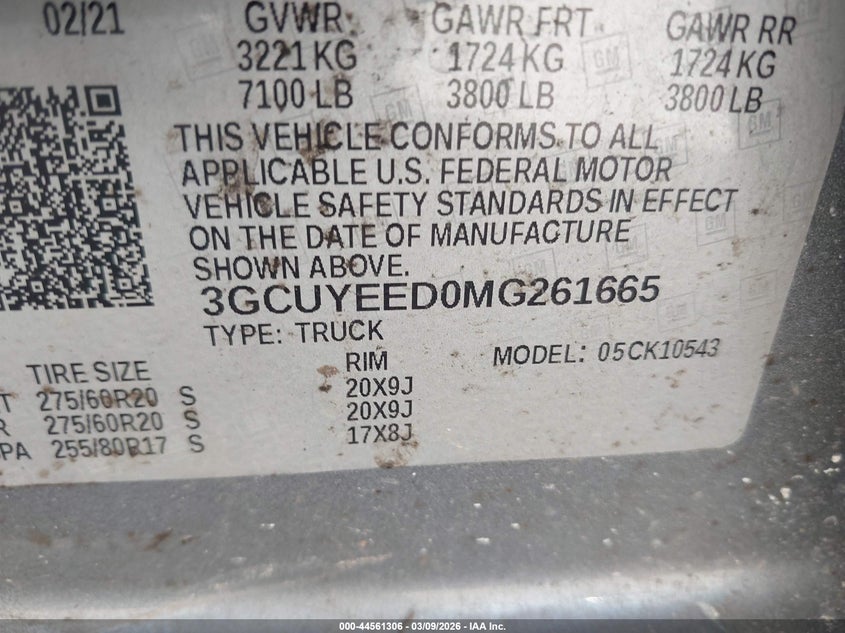 02/21 GVWR GAWR FRT GAWR RR
3221 KG 1724 KG 1724 KG
7100 LB 3800 LB 3800 LB
THIS VEHICLE CONFORMS TO ALL
APPLICABLE U.S. FEDERAL MOTOR
VEHICLE SAFETY STANDARDS IN EFFECT
ON THE DATE OF MANUFACTURE
SHOWN ABOVE.
3GCUYEED0MG261665
TYPE: TRUCK MODEL: 05CK10543
TIRE SIZE RIM
T 275/60R20 S 20X9J
R 275/60R20 S 20X9J
PA 255/80R17 S 17X8J
000-44561306 - 03/09/2026 - IAA Inc.